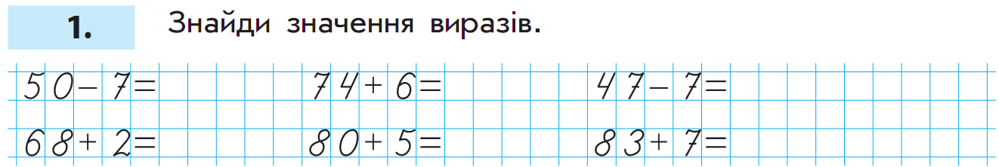 1. Знайди значення виразів.
50 – 7 = 74 + 6 = 47 – 7 =
68 + 2 = 80 + 5 = 83 + 7 =